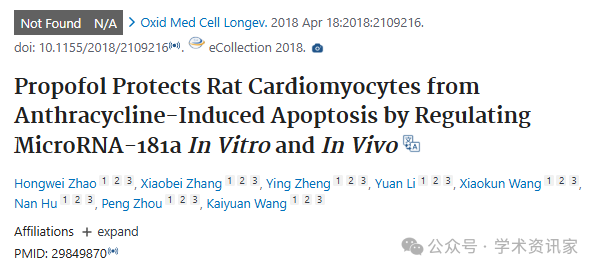 Not Found N/A Oxid Med Cell Longev. 2018 Apr 18:2018:2109216.
doi: 10.1155/2018/2109216 eCollection 2018.
Propofol Protects Rat Cardiomyocytes from
Anthracycline-Induced Apoptosis by Regulating
MicroRNA-181a In Vitro and In Vivo
Hongwei Zhao 1 2 3, Xiaobei Zhang 1 2 3, Ying Zheng 1 2 3, Yuan Li 1 2 3, Xiaokun Wang 1 2 3,
Nan Hu 1 2 3, Peng Zhou 1 2 3, Kaiyuan Wang 1 2 3
Affiliations + expand
PMID: 29849870
公众号 · 学术资讯家